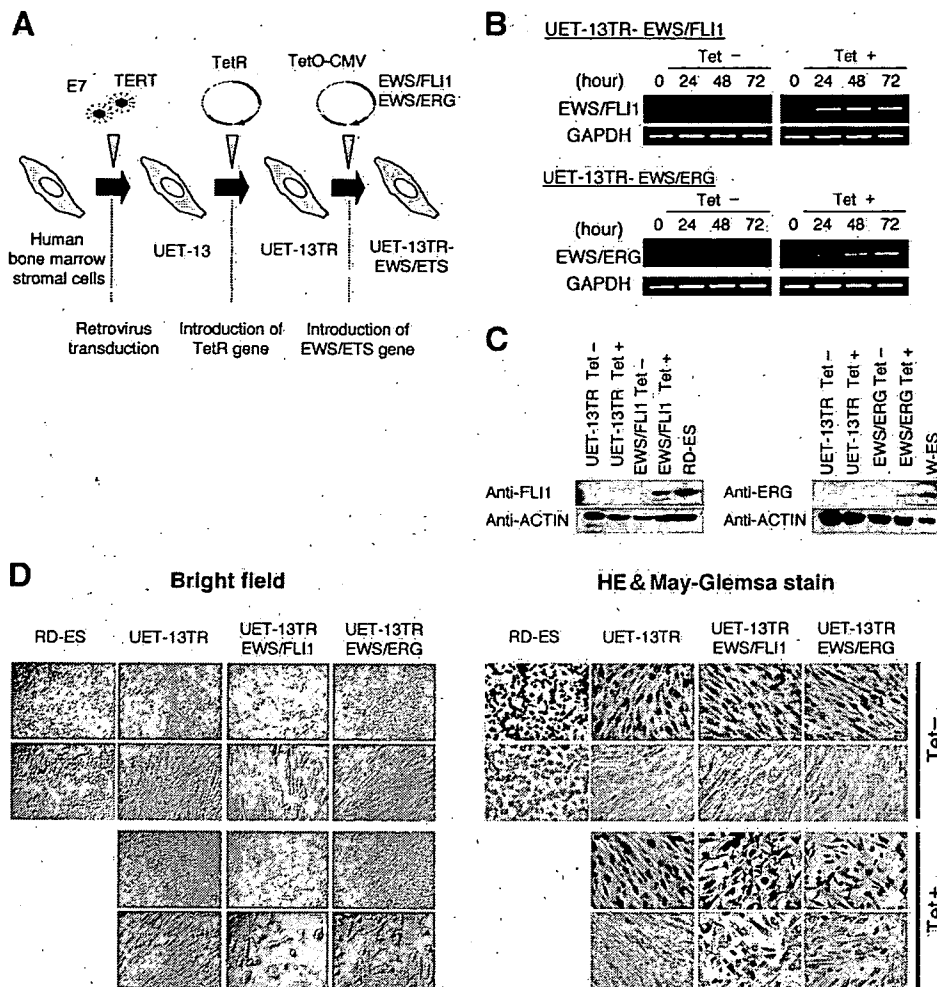 A
E7
TERT
TetR
TetO-CMV
EWS/FLI1
EWS/ERG
Human
bone marrow
stromal cells
UET-13
UET-13TR
UET-13TR-
EWS/ETS
Retrovirus
transduction
Introduction of
TetR gene
Introduction of
EWS/ETS gene
B
UET-13TR- EWS/FLI1
Tet − Tet +
(hour) 0 24 48 72 0 24 48 72
EWS/FLI1
GAPDH
UET-13TR- EWS/ERG
Tet − Tet +
(hour) 0 24 48 72 0 24 48 72
EWS/ERG
GAPDH
C
UET-13TR Tet −
UET-13TR Tet +
EWS/FLI1 Tet −
EWS/FLI1 Tet +
RD-ES
Anti-FLI1
Anti-ACTIN
UET-13TR Tet −
UET-13TR Tet +
EWS/ERG Tet −
EWS/ERG Tet +
W-ES
Anti-ERG
Anti-ACTIN
D
Bright field
RD-ES
UET-13TR
UET-13TR
EWS/FLI1
UET-13TR
EWS/ERG
HE & May-Glemsa stain
RD-ES
UET-13TR
UET-13TR
EWS/FLI1
UET-13TR
EWS/ERG
Tet −
Tet +